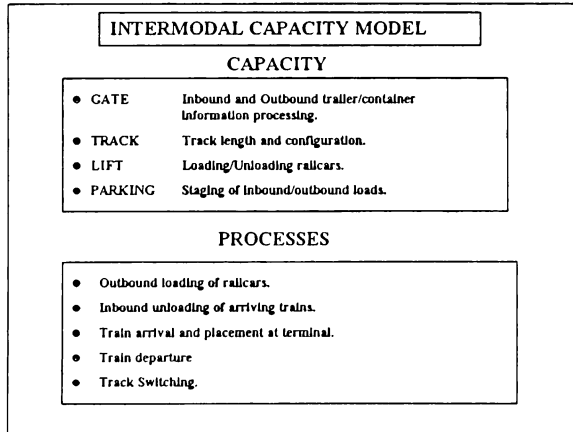 INTERMODAL CAPACITY MODEL
CAPACITY
● GATE Inbound and Outbound trailer/container
information processing.
● TRACK Track length and configuration.
● LIFT Loading/Unloading railcars.
● PARKING Staging of inbound/outbound loads.
PROCESSES
● Outbound loading of railcars.
● Inbound unloading of arriving trains.
● Train arrival and placement at terminal.
● Train departure
● Track Switching.